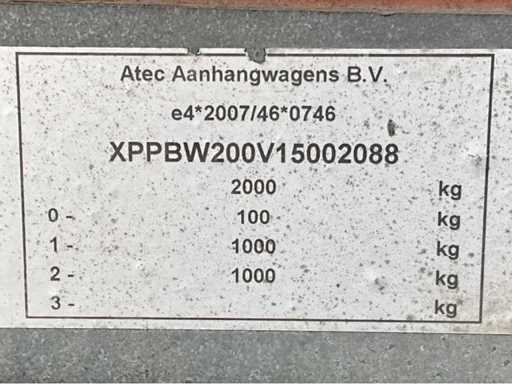 Atec Aanhangwagens B.V.
e4*2007/46*0746
XPPBW200V15002088
2000 kg
0 - 100 kg
1 - 1000 kg
2 - 1000 kg
3 - kg